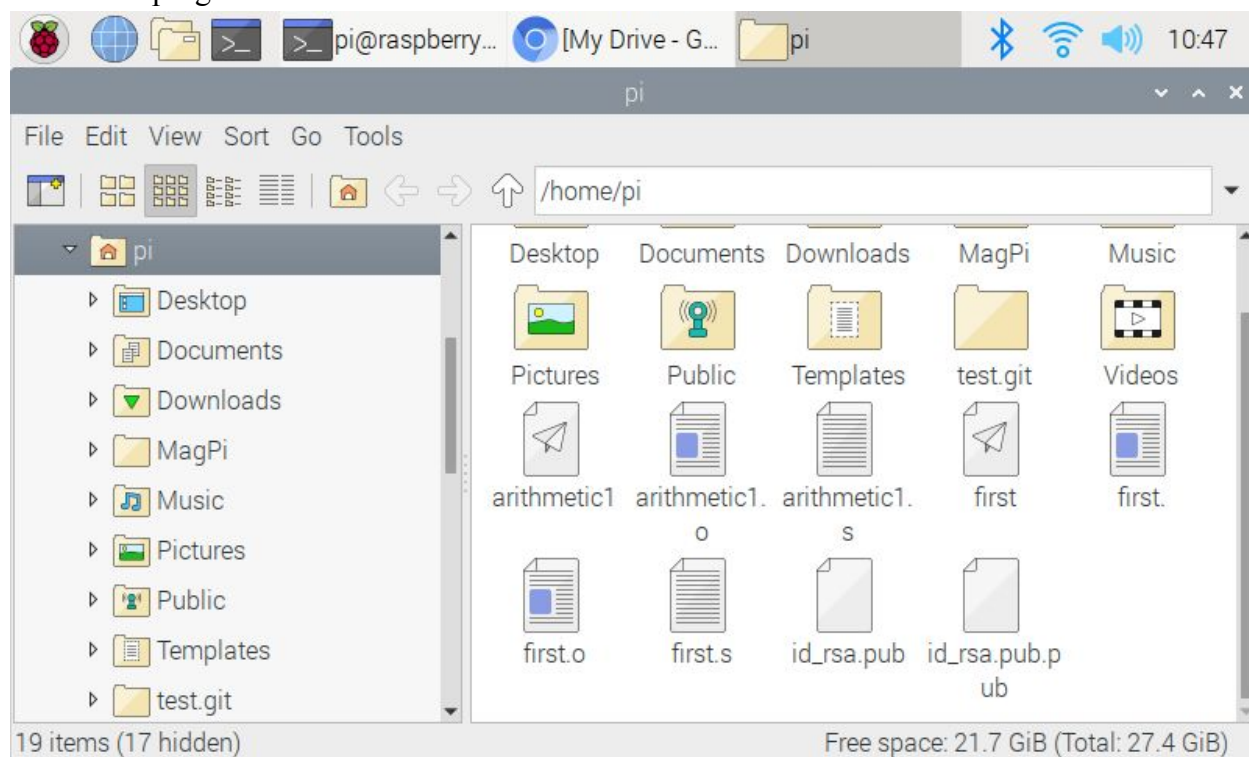 pi@raspberry... [My Drive - G... pi 10:47
pi
File Edit View Sort Go Tools
/home/pi
pi
Desktop
Documents
Downloads
MagPi
Music
Pictures
Public
Templates
test.git
Desktop Documents Downloads MagPi Music
Pictures Public Templates test.git Videos
arithmetic1 arithmetic1. arithmetic1. first first.
o s
first.o first.s id_rsa.pub id_rsa.pub.p
ub
19 items (17 hidden) Free space: 21.7 GiB (Total: 27.4 GiB)